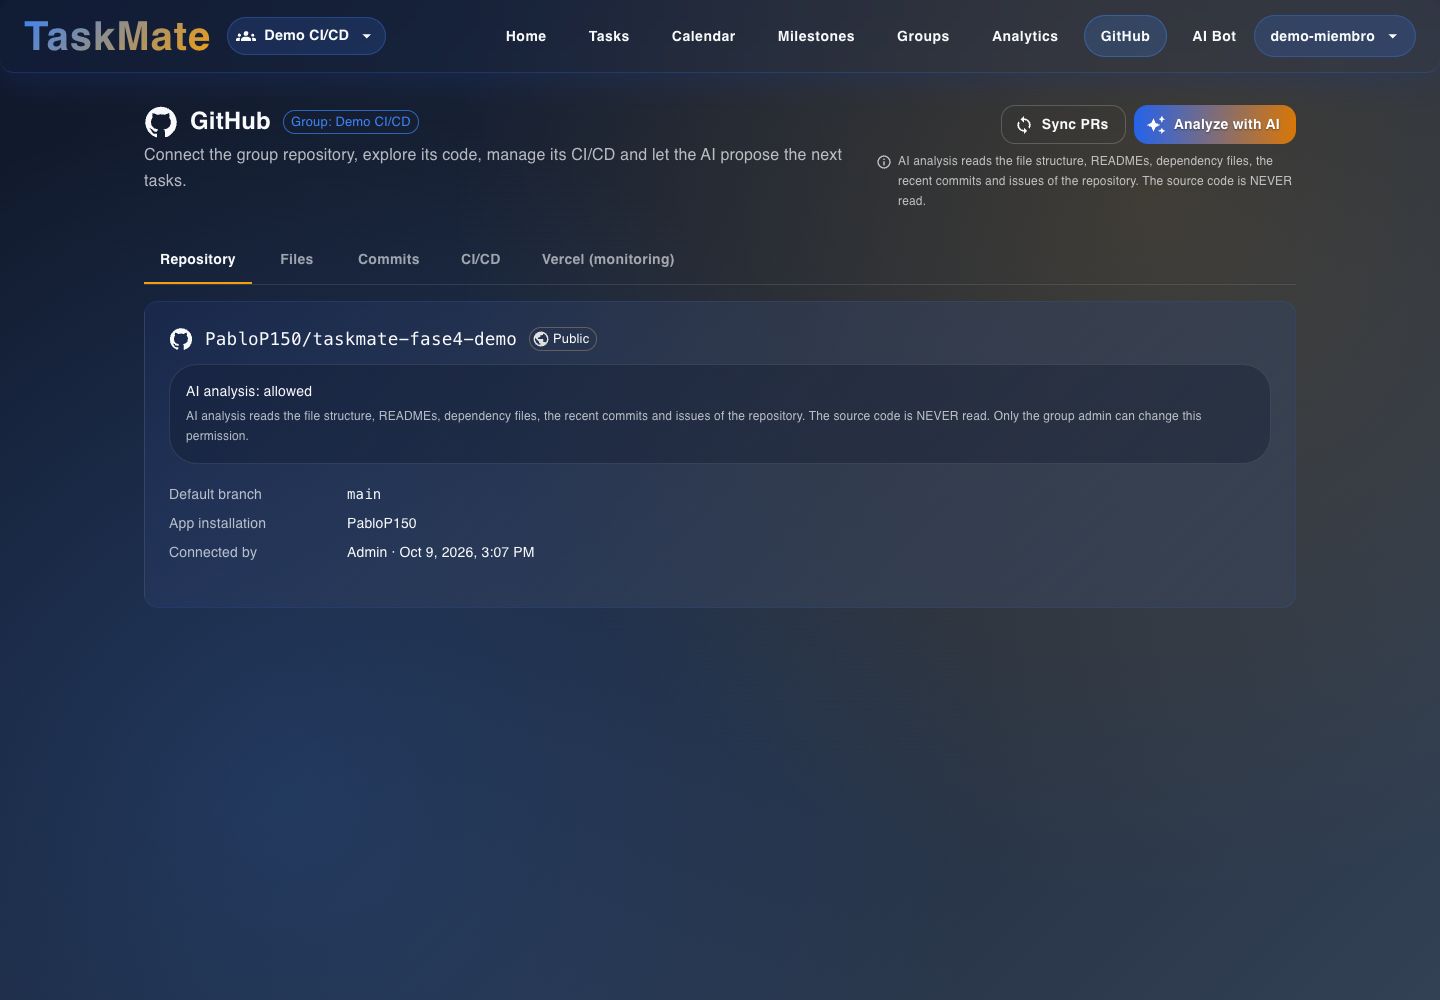 TaskMate
Demo CI/CD
Home
Tasks
Calendar
Milestones
Groups
Analytics
GitHub
AI Bot
demo-miembro
GitHub
Group: Demo CI/CD
Connect the group repository, explore its code, manage its CI/CD and let the AI propose the next
tasks.
Sync PRs
Analyze with AI
AI analysis reads the file structure, READMEs, dependency files, the
recent commits and issues of the repository. The source code is NEVER
read.
Repository
Files
Commits
CI/CD
Vercel (monitoring)
PabloP150/taskmate-fase4-demo
Public
AI analysis: allowed
AI analysis reads the file structure, READMEs, dependency files, the recent commits and issues of the repository. The source code is NEVER read. Only the group admin can change this
permission.
Default branch
main
App installation
PabloP150
Connected by
Admin · Oct 9, 2026, 3:07 PM